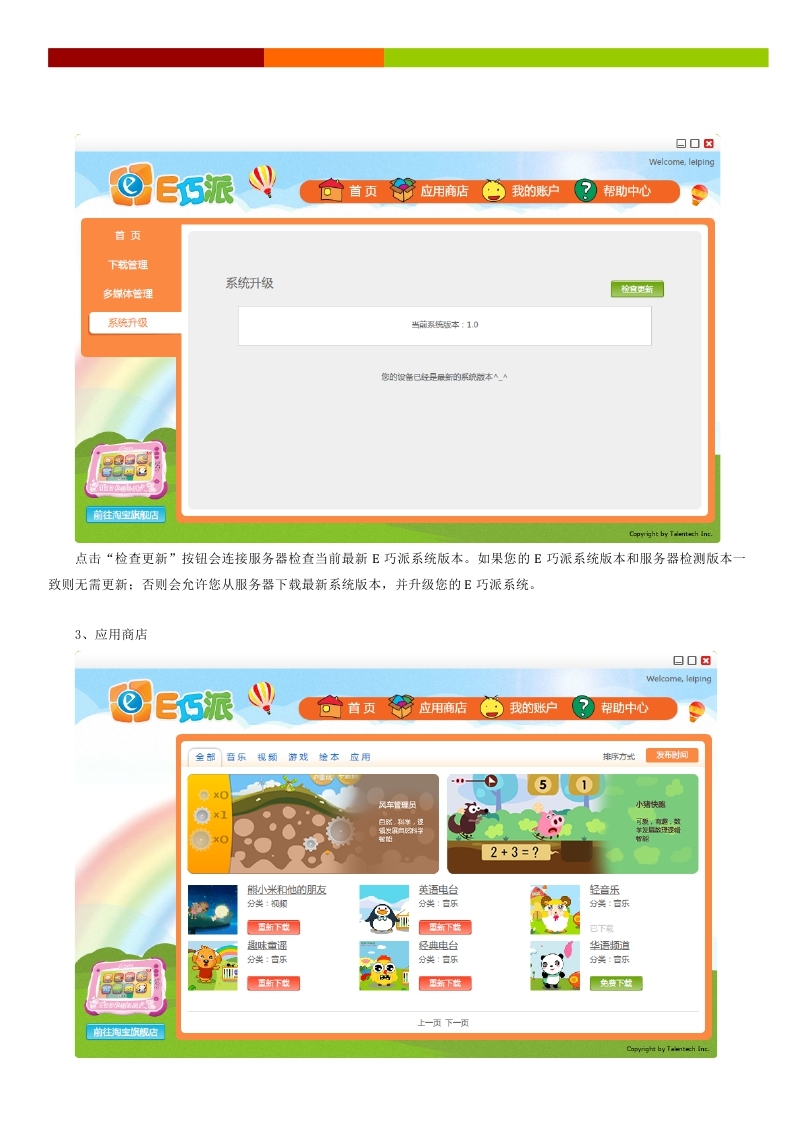 Welcome, leiping
E巧派
首 页 应用商店 我的账户 帮助中心
首 页
下载管理
多媒体管理
系统升级
系统升级
检查更新
当前系统版本：1.0
您的设备已经是最新的系统版本^_^
前往淘宝旗舰店
Copyright by Talentech Inc.
点击“检查更新”按钮会连接服务器检查当前最新 E 巧派系统版本。如果您的 E 巧派系统版本和服务器检测版本一
致则无需更新；否则会允许您从服务器下载最新系统版本，并升级您的 E 巧派系统。
3、应用商店
Welcome, leiping
E巧派
首 页 应用商店 我的账户 帮助中心
全部 音乐 视频 游戏 绘本 应用 排序方式 发布时间
x0
x1
x0
风车管理员
自然，科学，逻
辑发展自然科学
智能
5 1
2+3=?
小猪快跑
可爱，有趣，数
学发展数理逻辑
智能
熊小米和他的朋友 英语电台 轻音乐
分类：视频 分类：音乐 分类：音乐
重新下载 重新下载 已下载
趣味童谣 经典电台 华语频道
分类：音乐 分类：音乐 分类：音乐
重新下载 重新下载 免费下载
上一页 下一页
前往淘宝旗舰店
Copyright by Talentech Inc.